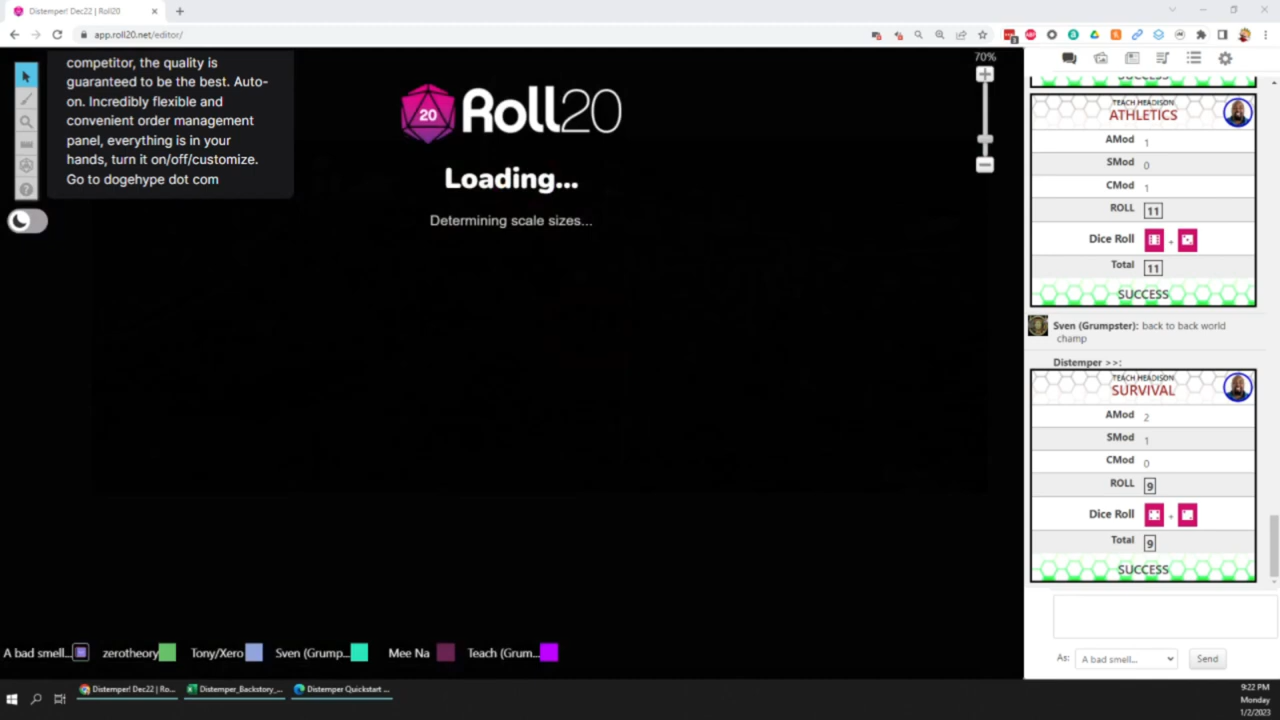 Distemper! Dec22 | Roll20
app.roll20.net/editor/
competitor, the quality is
guaranteed to be the best. Auto-
on. Incredibly flexible and
convenient order management
panel, everything is in your
hands, turn it on/off/customize.
Go to dogehype dot com
20 Roll20
Loading...
Determining scale sizes...
70%
SUCCESS
TEACH HEADISON
ATHLETICS
AMod 1
SMod 0
CMod 1
ROLL 11
Dice Roll +
Total 11
SUCCESS
Sven (Grumpster): back to back world
champ
Distemper >>:
TEACH HEADISON
SURVIVAL
AMod 2
SMod 1
CMod 0
ROLL 9
Dice Roll +
Total 9
SUCCESS
As: A bad smell... Send
A bad smell... zerotheory Tony/Xero Sven (Grump... Mee Na Teach (Grum...
Distemper! Dec22 | Ro... Distemper_Backstory_... Distemper Quickstart ...
9:22 PM
Monday
1/2/2023